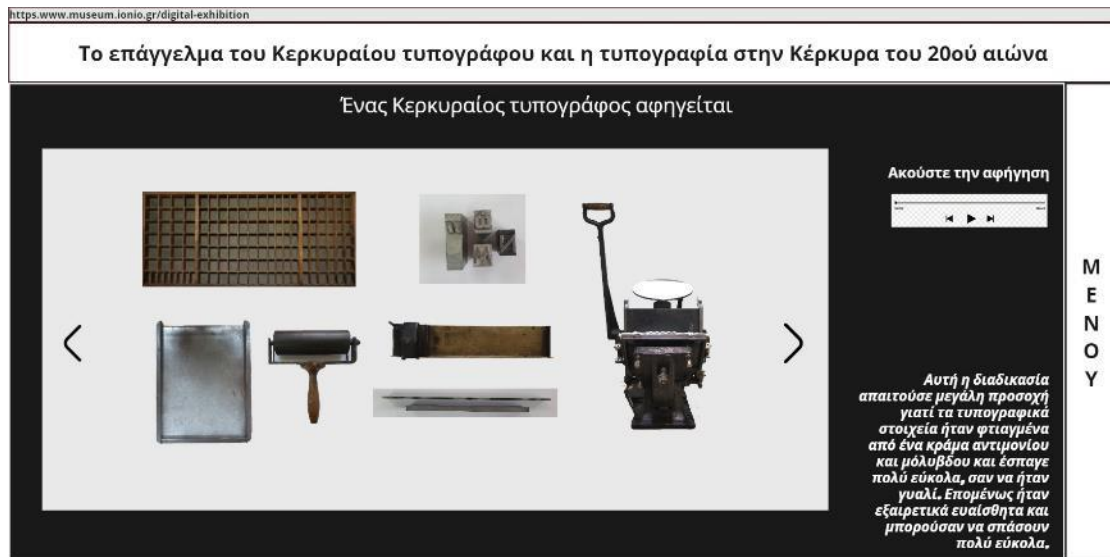 https.www.museum.ionio.gr/digital-exhibition
Το επάγγελμα του Κερκυραίου τυπογράφου και η τυπογραφία στην Κέρκυρα του 20ού αιώνα
Ένας Κερκυραίος τυπογράφος αφηγείται
Ακούστε την αφήγηση
Αυτή η διαδικασία
απαιτούσε μεγάλη προσοχή
γιατί τα τυπογραφικά
στοιχεία ήταν φτιαγμένα
από ένα κράμα αντιμονίου
και μόλυβδου και έσπαγε
πολύ εύκολα, σαν να ήταν
γυαλί. Επομένως ήταν
εξαιρετικά ευαίσθητα και
μπορούσαν να σπάσουν
πολύ εύκολα.
ΜΕΝΟΥ